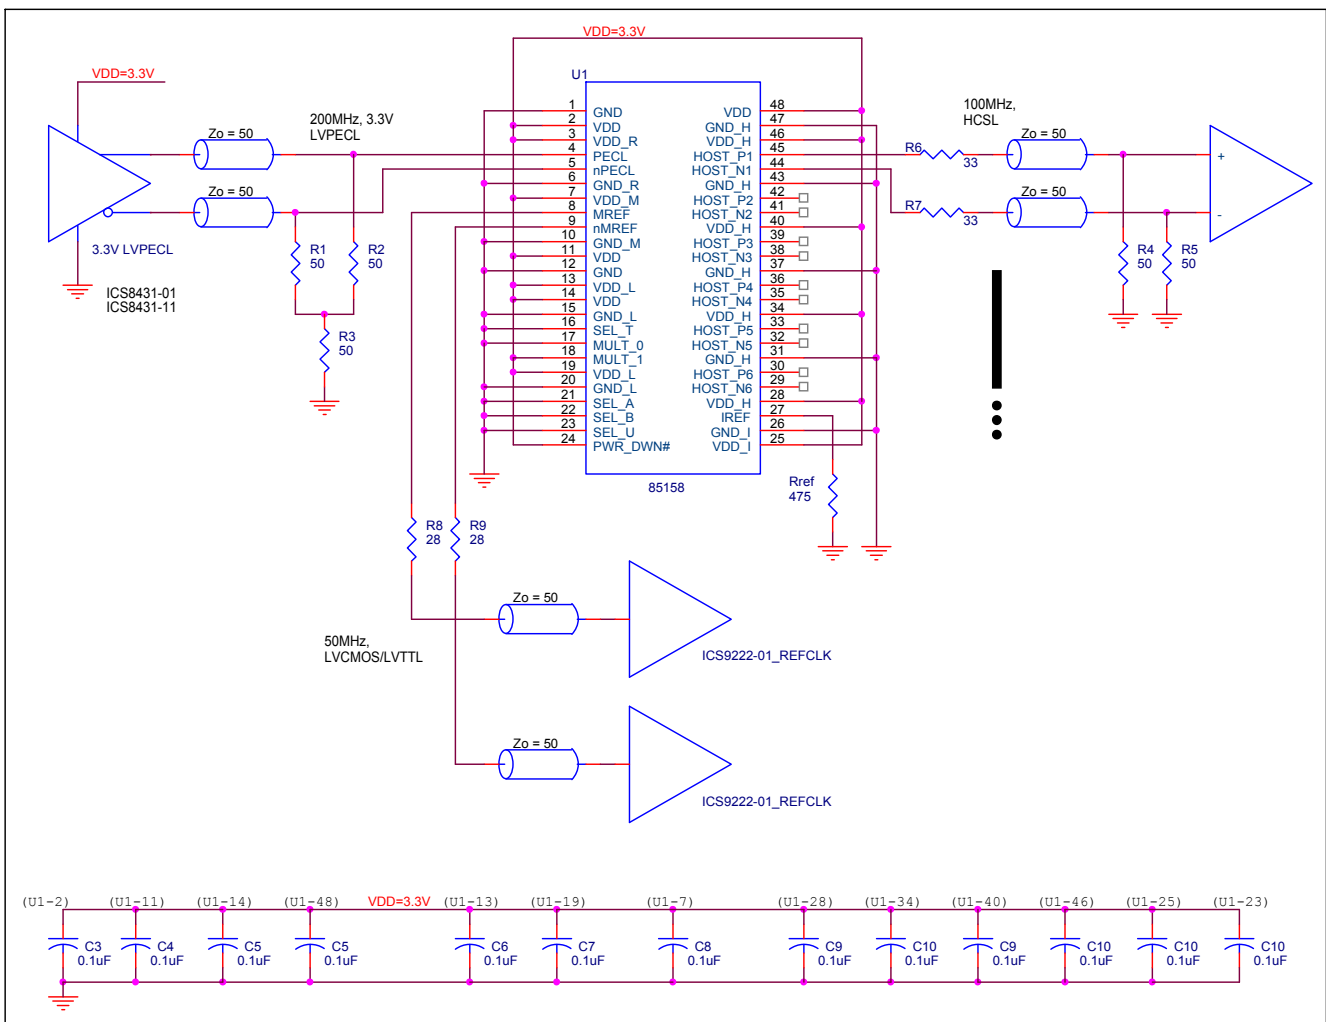 VDD=3.3V
VDD=3.3V
U1
200MHz, 3.3V
LVPECL
Zo = 50
Zo = 50
3.3V LVPECL
ICS8431-01
ICS8431-11
R1
50
R2
50
R3
50
1 GND
2 VDD
3 VDD_R
4 PECL
5 nPECL
6 GND_R
7 VDD_M
8 MREF
9 nMREF
10 GND_M
11 VDD
12 GND
13 VDD_L
14 VDD
15 GND_L
16 SEL_T
17 MULT_0
18 MULT_1
19 VDD_L
20 GND_L
21 SEL_A
22 SEL_B
23 SEL_U
24 PWR_DWN#
VDD 48
GND_H 47
VDD_H 46
HOST_P1 45
HOST_N1 44
GND_H 43
HOST_P2 42
HOST_N2 41
VDD_H 40
HOST_P3 39
HOST_N3 38
GND_H 37
HOST_P4 36
HOST_N4 35
VDD_H 34
HOST_P5 33
HOST_N5 32
GND_H 31
HOST_P6 30
HOST_N6 29
VDD_H 28
IREF 27
GND_I 26
VDD_I 25
85158
100MHz,
HCSL
R6
33
R7
33
Zo = 50
Zo = 50
+
-
R4
50
R5
50
Rref
475
R8
28
R9
28
50MHz,
LVCMOS/LVTTL
Zo = 50
ICS9222-01_REFCLK
Zo = 50
ICS9222-01_REFCLK
(U1-2) (U1-11) (U1-14) (U1-48) VDD=3.3V (U1-13) (U1-19) (U1-7) (U1-28) (U1-34) (U1-40) (U1-46) (U1-25) (U1-23)
C3 C4 C5 C5 C6 C7 C8 C9 C10 C9 C10 C10 C10
0.1uF 0.1uF 0.1uF 0.1uF 0.1uF 0.1uF 0.1uF 0.1uF 0.1uF 0.1uF 0.1uF 0.1uF 0.1uF